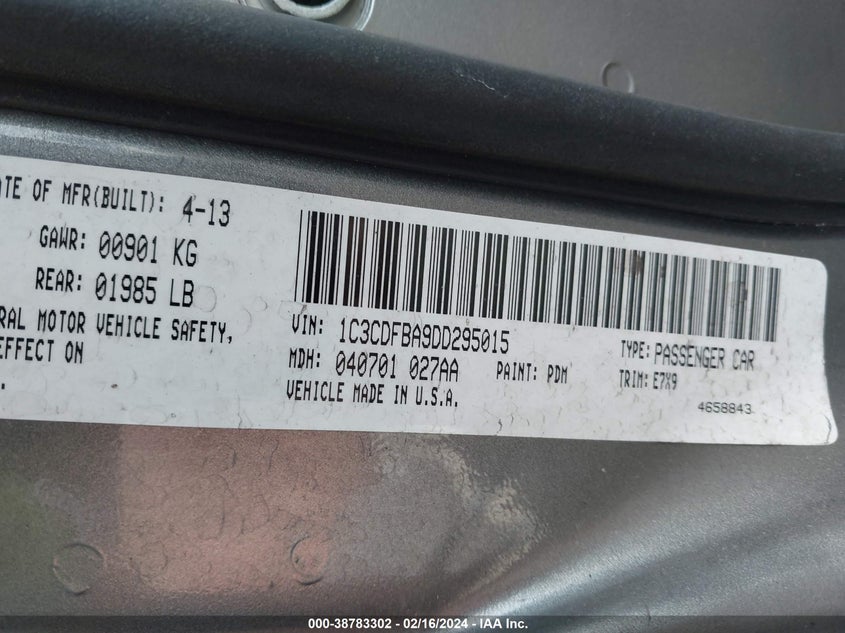 ATE OF MFR(BUILT): 4-13
GAWR: 00901 KG
REAR: 01985 LB
RAL MOTOR VEHICLE SAFETY,
EFFECT ON
VIN: 1C3CDFBA9DD295015
MDH: 040701 027AA
PAINT: PDM
VEHICLE MADE IN U.S.A.
TYPE: PASSENGER CAR
TRIM: E7X9
4658843
000-38783302 - 02/16/2024 - IAA Inc.